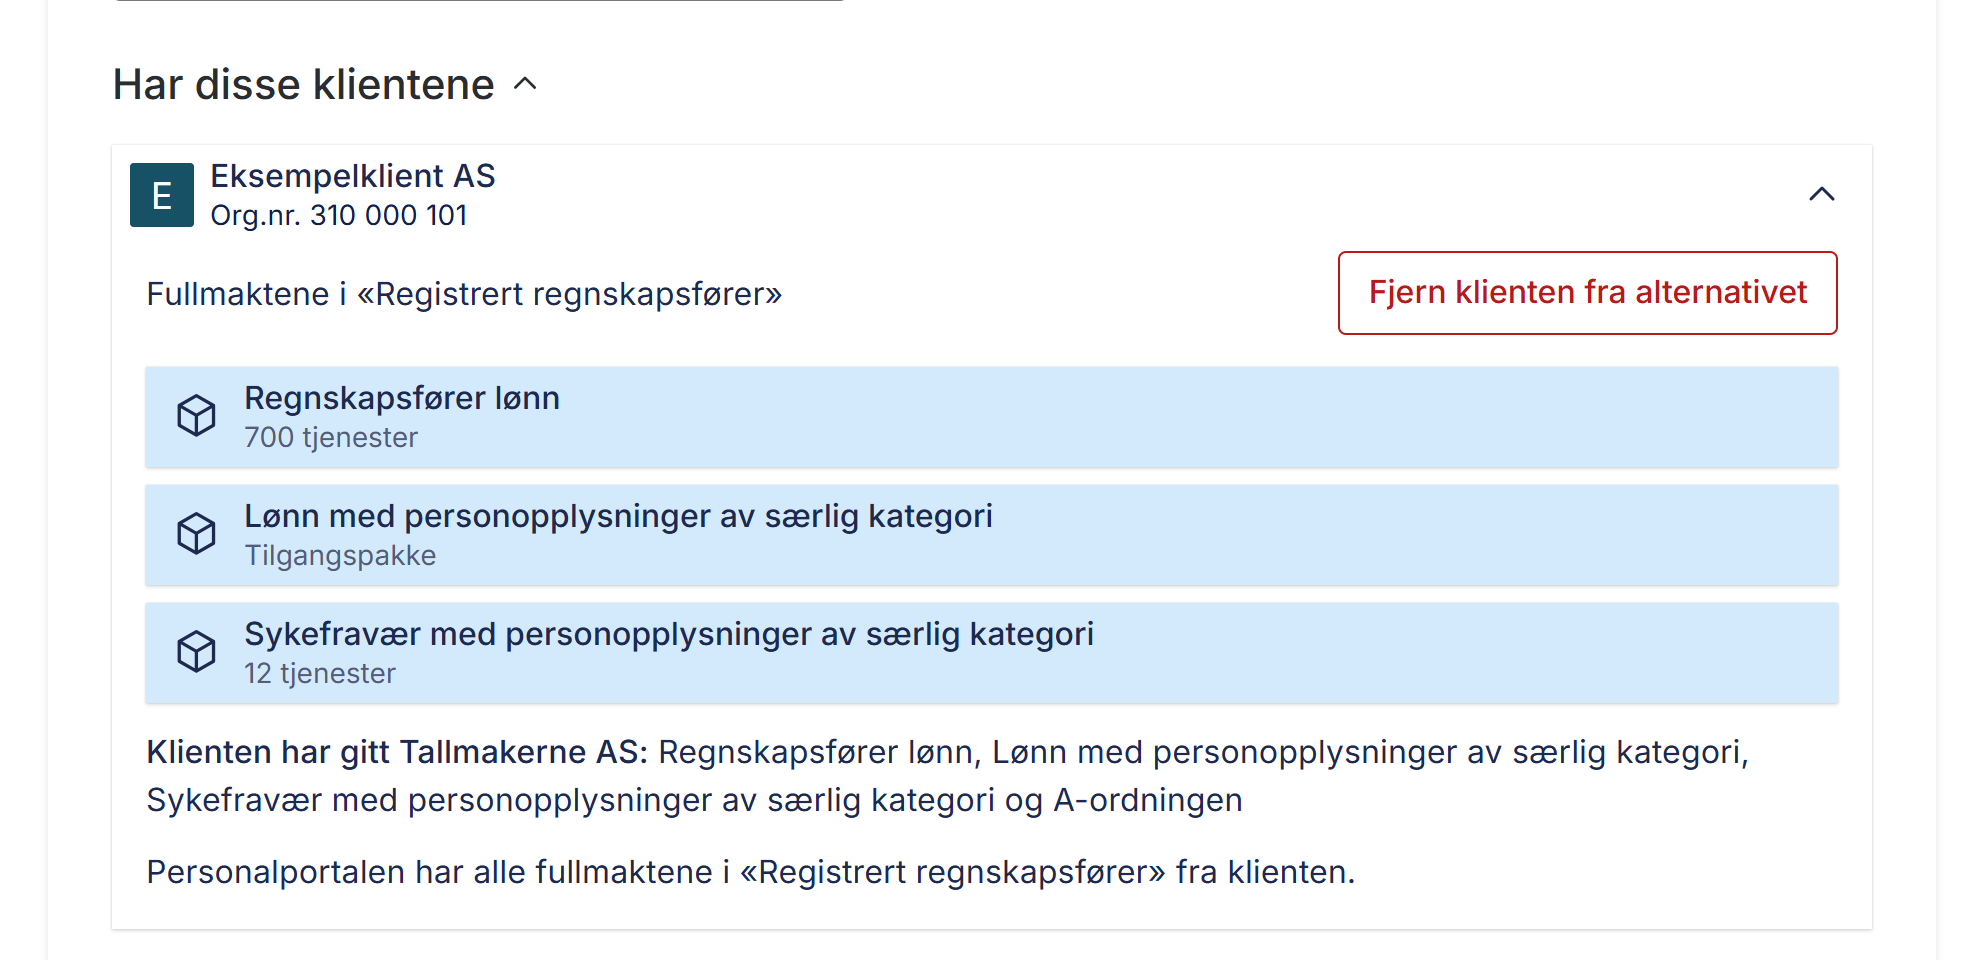 Har disse klientene
E
Eksempelklient AS
Org.nr. 310 000 101
Fullmaktene i «Registrert regnskapsfører»
Fjern klienten fra alternativet
Regnskapsfører lønn
700 tjenester
Lønn med personopplysninger av særlig kategori
Tilgangspakke
Sykefravær med personopplysninger av særlig kategori
12 tjenester
Klienten har gitt Tallmakerne AS: Regnskapsfører lønn, Lønn med personopplysninger av særlig kategori,
Sykefravær med personopplysninger av særlig kategori og A-ordningen
Personalportalen har alle fullmaktene i «Registrert regnskapsfører» fra klienten.